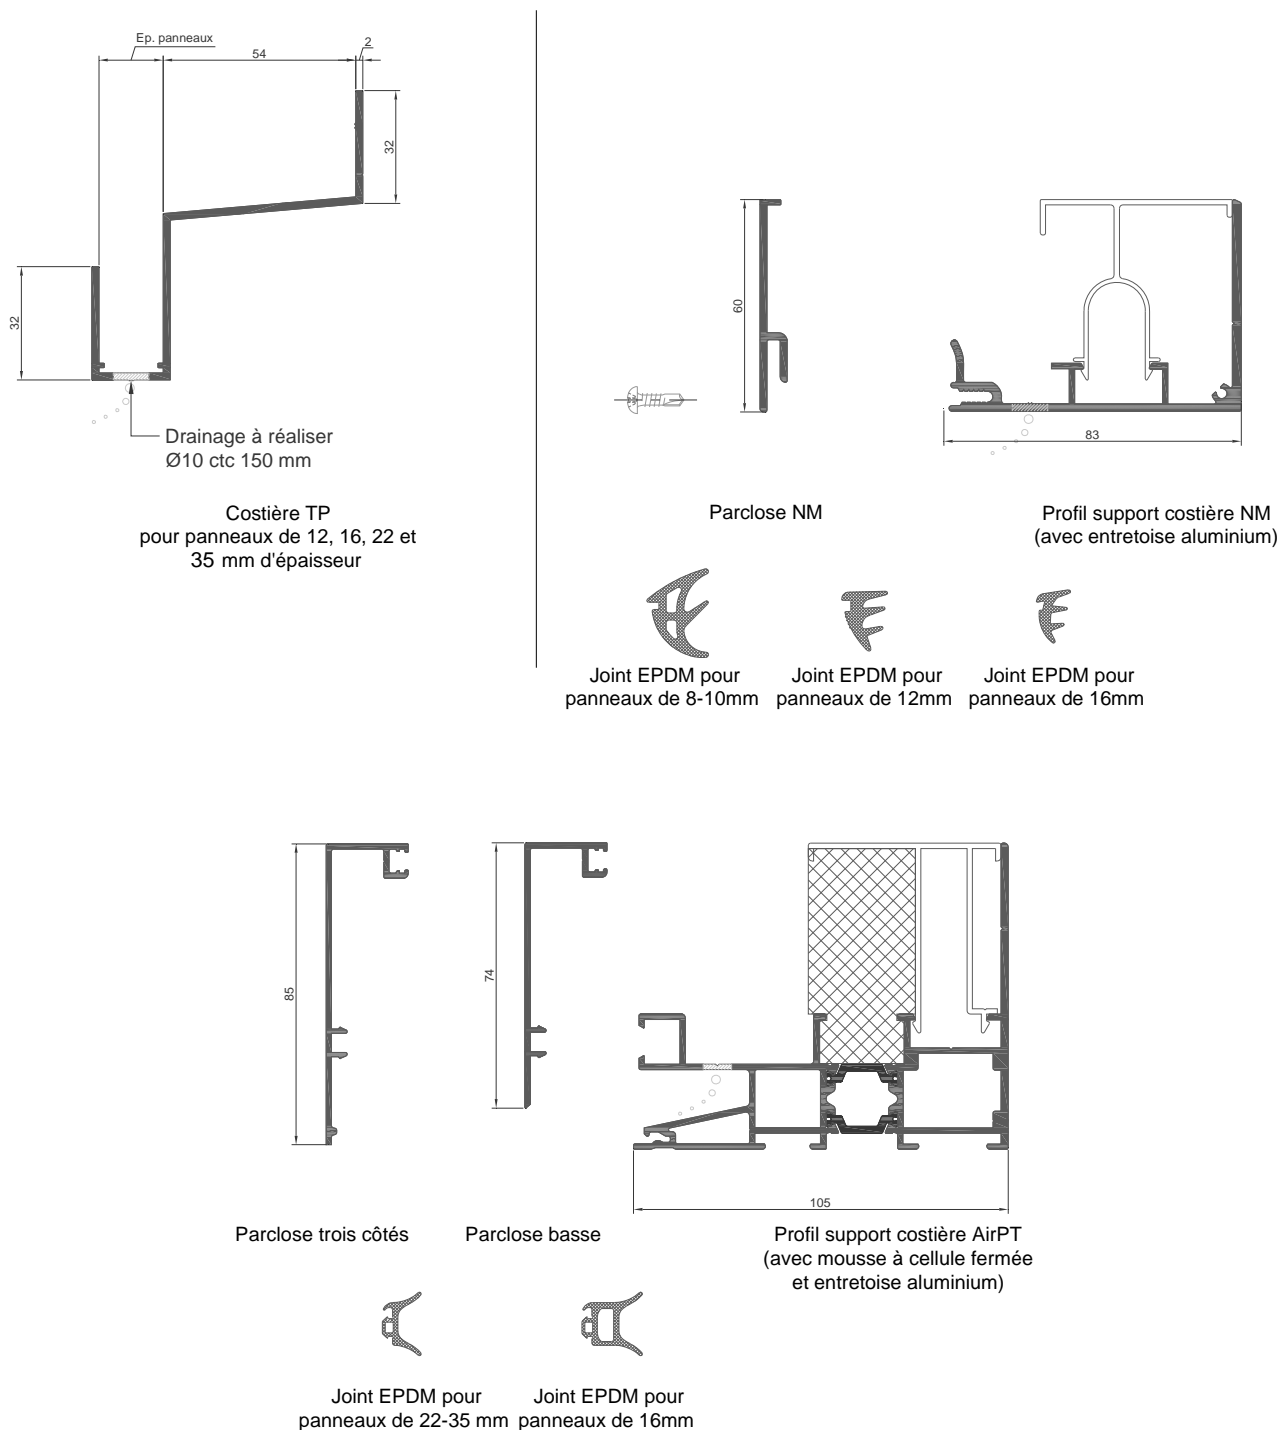 Ep. panneaux
54
2
32
32
Drainage à réaliser
Ø10 ctc 150 mm
Costière TP
pour panneaux de 12, 16, 22 et
35 mm d'épaisseur
60
83
Parclose NM
Profil support costière NM
(avec entretoise aluminium)
Joint EPDM pour
panneaux de 8-10mm
Joint EPDM pour
panneaux de 12mm
Joint EPDM pour
panneaux de 16mm
85
74
105
Parclose trois côtés
Parclose basse
Profil support costière AirPT
(avec mousse à cellule fermée
et entretoise aluminium)
Joint EPDM pour
panneaux de 22-35 mm
Joint EPDM pour
panneaux de 16mm